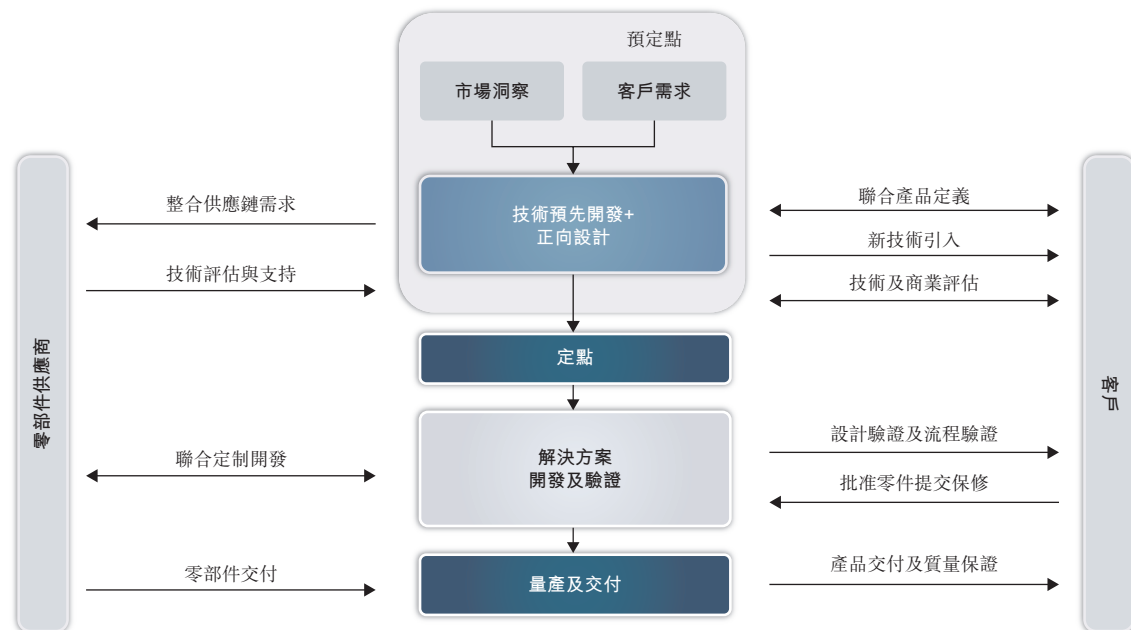 預定點
市場洞察
客戶需求
技術預先開發+
正向設計
整合供應鏈需求
技術評估與支持
聯合產品定義
新技術引入
技術及商業評估
零部件供應商
客戶
定點
解決方案
開發及驗證
聯合定制開發
設計驗證及流程驗證
批准零件提交保修
零部件交付
量產及交付
產品交付及質量保證